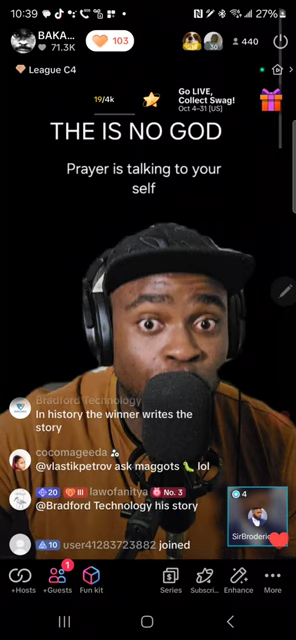 10:39
27%
BAKA...
71.3K
103
30
440
League C4
19/4k
Go LIVE,
Collect Swag!
Oct 4–31 [US]
THE IS NO GOD
Prayer is talking to your
self
Bradford Technology
In history the winner writes the
story
cocomageeda
@vlastikpetrov ask maggots 🐛 lol
20 III lawofanitya No. 3
@Bradford Technology his story
10 user41283723882 joined
4
SirBroderic
1
+Hosts
+Guests
Fun kit
Series
Subscri...
Enhance
More